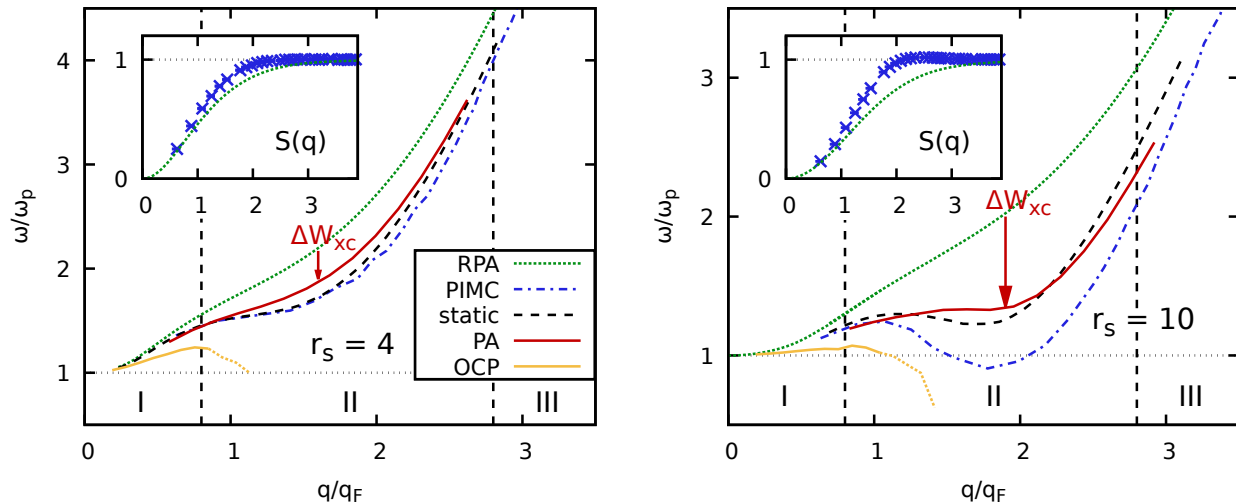 4
3
2
1
ω/ωp
0
1
2
3
q/qF
1
0
0
1
2
3
S(q)
ΔWxc
RPA
PIMC
static
PA
OCP
rs = 4
I
II
III
3
2
1
ω/ωp
0
1
2
3
q/qF
1
0
0
1
2
3
S(q)
ΔWxc
rs = 10
I
II
III